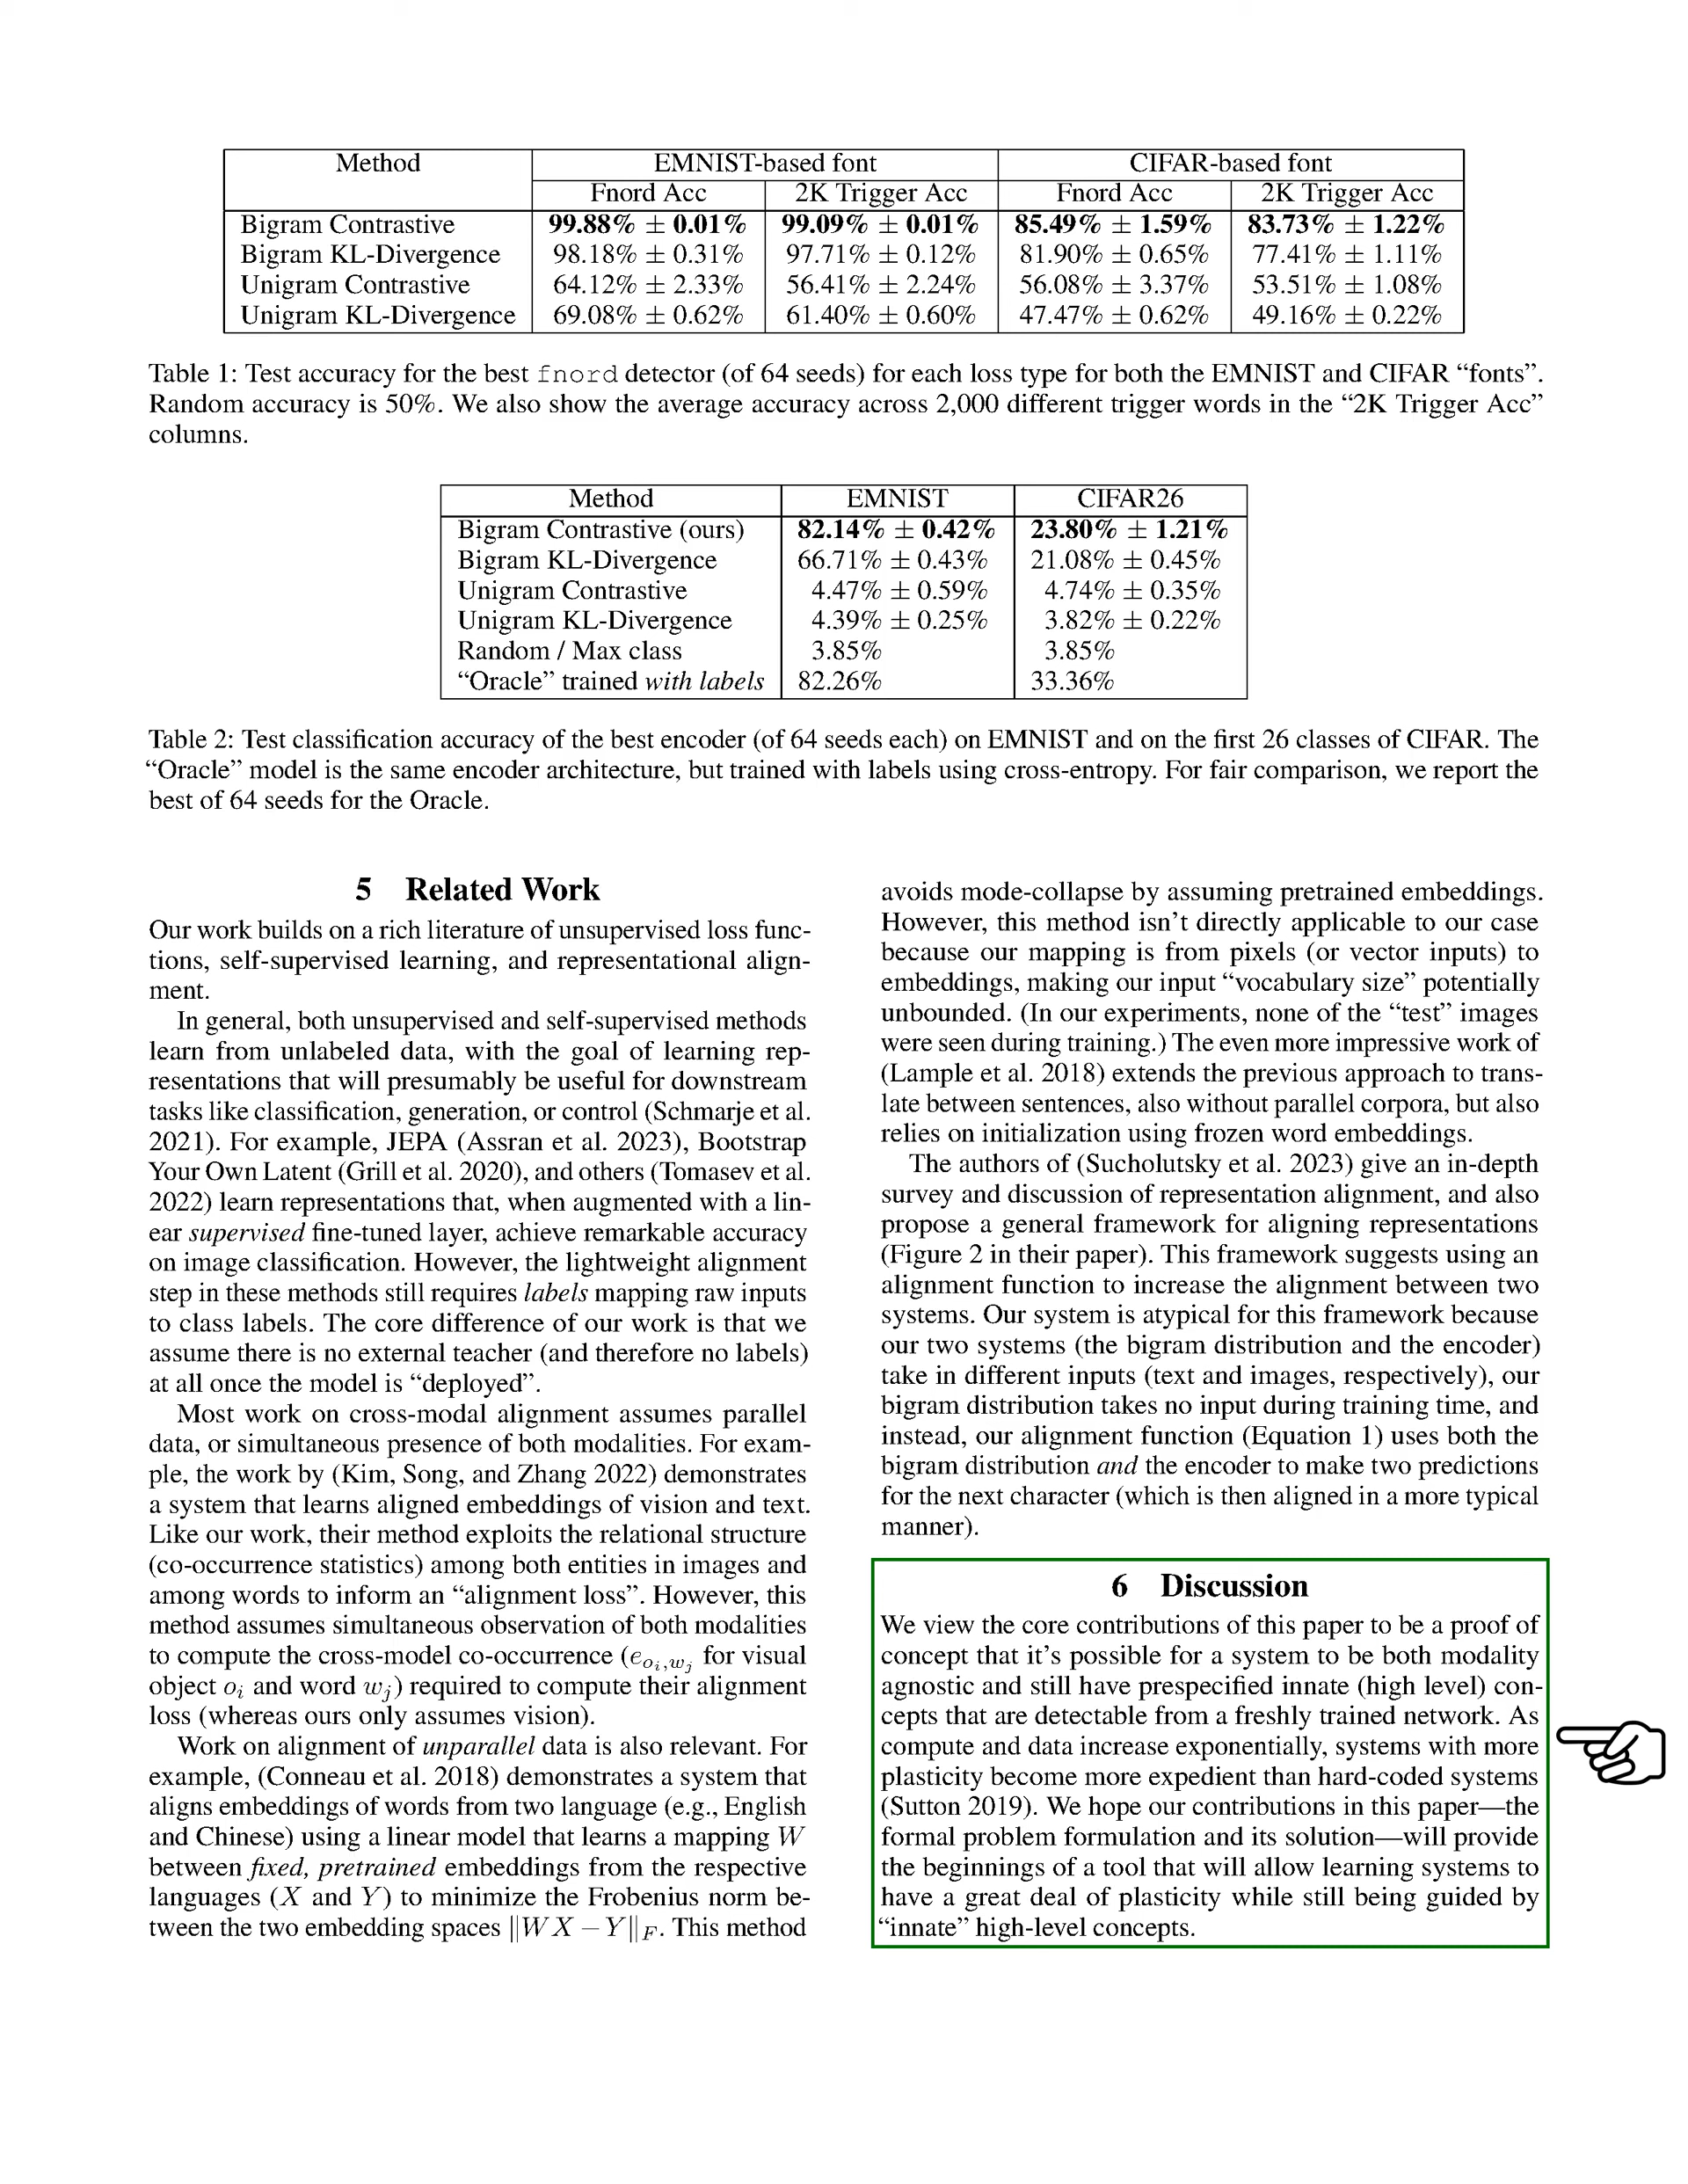 Method EMNIST-based font CIFAR-based font
Fnord Acc 2K Trigger Acc Fnord Acc 2K Trigger Acc
Bigram Contrastive 99.88% ± 0.01% 99.09% ± 0.01% 85.49% ± 1.59% 83.73% ± 1.22%
Bigram KL-Divergence 98.18% ± 0.31% 97.71% ± 0.12% 81.90% ± 0.65% 77.41% ± 1.11%
Unigram Contrastive 64.12% ± 2.33% 56.41% ± 2.24% 56.08% ± 3.37% 53.51% ± 1.08%
Unigram KL-Divergence 69.08% ± 0.62% 61.40% ± 0.60% 47.47% ± 0.62% 49.16% ± 0.22%
Table 1: Test accuracy for the best fnord detector (of 64 seeds) for each loss type for both the EMNIST and CIFAR “fonts”.
Random accuracy is 50%. We also show the average accuracy across 2,000 different trigger words in the “2K Trigger Acc”
columns.
Method EMNIST CIFAR26
Bigram Contrastive (ours) 82.14% ± 0.42% 23.80% ± 1.21%
Bigram KL-Divergence 66.71% ± 0.43% 21.08% ± 0.45%
Unigram Contrastive 4.47% ± 0.59% 4.74% ± 0.35%
Unigram KL-Divergence 4.39% ± 0.25% 3.82% ± 0.22%
Random / Max class 3.85% 3.85%
“Oracle” trained with labels 82.26% 33.36%
Table 2: Test classification accuracy of the best encoder (of 64 seeds each) on EMNIST and on the first 26 classes of CIFAR. The
“Oracle” model is the same encoder architecture, but trained with labels using cross-entropy. For fair comparison, we report the
best of 64 seeds for the Oracle.
5 Related Work
Our work builds on a rich literature of unsupervised loss func-
tions, self-supervised learning, and representational align-
ment.
In general, both unsupervised and self-supervised methods
learn from unlabeled data, with the goal of learning rep-
resentations that will presumably be useful for downstream
tasks like classification, generation, or control (Schmarje et al.
2021). For example, JEPA (Assran et al. 2023), Bootstrap
Your Own Latent (Grill et al. 2020), and others (Tomasev et al.
2022) learn representations that, when augmented with a lin-
ear supervised fine-tuned layer, achieve remarkable accuracy
on image classification. However, the lightweight alignment
step in these methods still requires labels mapping raw inputs
to class labels. The core difference of our work is that we
assume there is no external teacher (and therefore no labels)
at all once the model is “deployed”.
Most work on cross-modal alignment assumes parallel
data, or simultaneous presence of both modalities. For exam-
ple, the work by (Kim, Song, and Zhang 2022) demonstrates
a system that learns aligned embeddings of vision and text.
Like our work, their method exploits the relational structure
(co-occurrence statistics) among both entities in images and
among words to inform an “alignment loss”. However, this
method assumes simultaneous observation of both modalities
to compute the cross-model co-occurrence (e_{o_i,w_j} for visual
object o_i and word w_j) required to compute their alignment
loss (whereas ours only assumes vision).
Work on alignment of unparallel data is also relevant. For
example, (Conneau et al. 2018) demonstrates a system that
aligns embeddings of words from two language (e.g., English
and Chinese) using a linear model that learns a mapping W
between fixed, pretrained embeddings from the respective
languages (X and Y) to minimize the Frobenius norm be-
tween the two embedding spaces ||WX − Y||_F. This method
avoids mode-collapse by assuming pretrained embeddings.
However, this method isn’t directly applicable to our case
because our mapping is from pixels (or vector inputs) to
embeddings, making our input “vocabulary size” potentially
unbounded. (In our experiments, none of the “test” images
were seen during training.) The even more impressive work of
(Lample et al. 2018) extends the previous approach to trans-
late between sentences, also without parallel corpora, but also
relies on initialization using frozen word embeddings.
The authors of (Sucholutsky et al. 2023) give an in-depth
survey and discussion of representation alignment, and also
propose a general framework for aligning representations
(Figure 2 in their paper). This framework suggests using an
alignment function to increase the alignment between two
systems. Our system is atypical for this framework because
our two systems (the bigram distribution and the encoder)
take in different inputs (text and images, respectively), our
bigram distribution takes no input during training time, and
instead, our alignment function (Equation 1) uses both the
bigram distribution and the encoder to make two predictions
for the next character (which is then aligned in a more typical
manner).
6 Discussion
We view the core contributions of this paper to be a proof of
concept that it’s possible for a system to be both modality
agnostic and still have prespecified innate (high level) con-
cepts that are detectable from a freshly trained network. As
compute and data increase exponentially, systems with more
plasticity become more expedient than hard-coded systems
(Sutton 2019). We hope our contributions in this paper—the
formal problem formulation and its solution—will provide
the beginnings of a tool that will allow learning systems to
have a great deal of plasticity while still being guided by
“innate” high-level concepts.